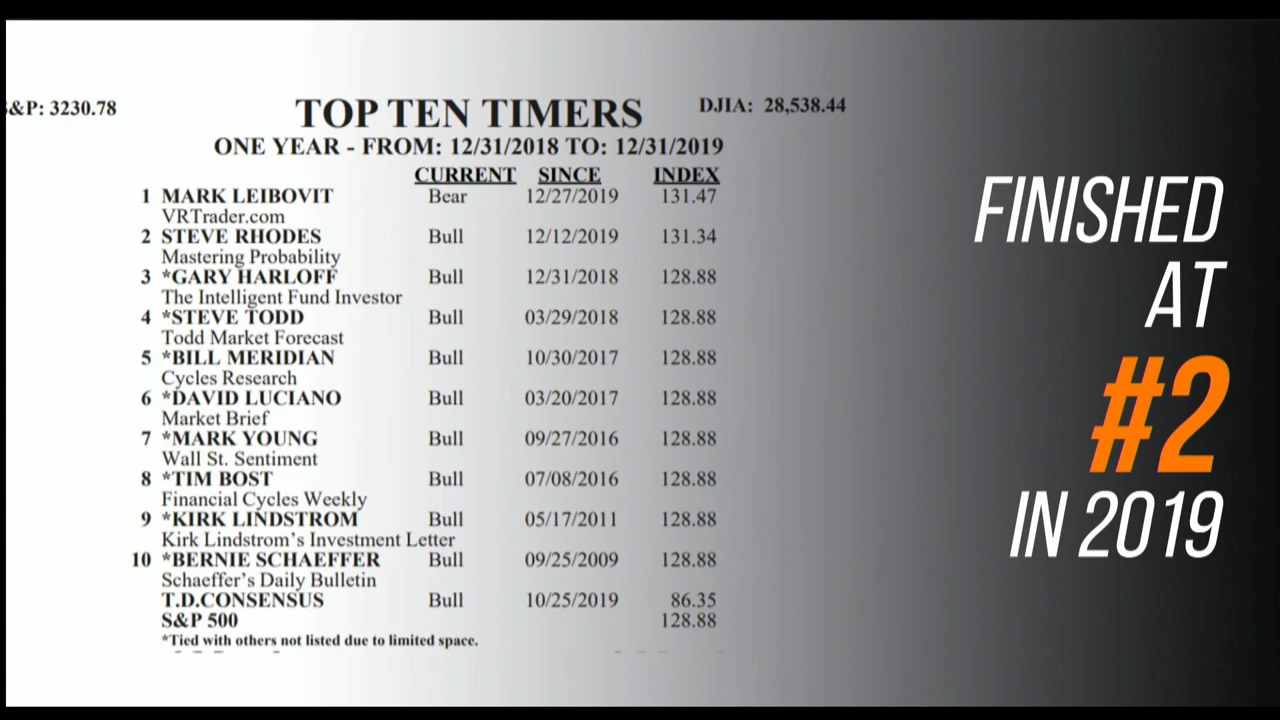 &P: 3230.78
TOP TEN TIMERS
DJIA: 28,538.44
ONE YEAR - FROM: 12/31/2018 TO: 12/31/2019
CURRENT SINCE INDEX
1 MARK LEIBOVIT Bear 12/27/2019 131.47
VRTrader.com
2 STEVE RHODES Bull 12/12/2019 131.34
Mastering Probability
3 *GARY HARLOFF Bull 12/31/2018 128.88
The Intelligent Fund Investor
4 *STEVE TODD Bull 03/29/2018 128.88
Todd Market Forecast
5 *BILL MERIDIAN Bull 10/30/2017 128.88
Cycles Research
6 *DAVID LUCIANO Bull 03/20/2017 128.88
Market Brief
7 *MARK YOUNG Bull 09/27/2016 128.88
Wall St. Sentiment
8 *TIM BOST Bull 07/08/2016 128.88
Financial Cycles Weekly
9 *KIRK LINDSTROM Bull 05/17/2011 128.88
Kirk Lindstrom's Investment Letter
10 *BERNIE SCHAEFFER Bull 09/25/2009 128.88
Schaeffer's Daily Bulletin
T.D.CONSENSUS Bull 10/25/2019 86.35
S&P 500 128.88
*Tied with others not listed due to limited space.
FINISHED
AT
#2
IN 2019